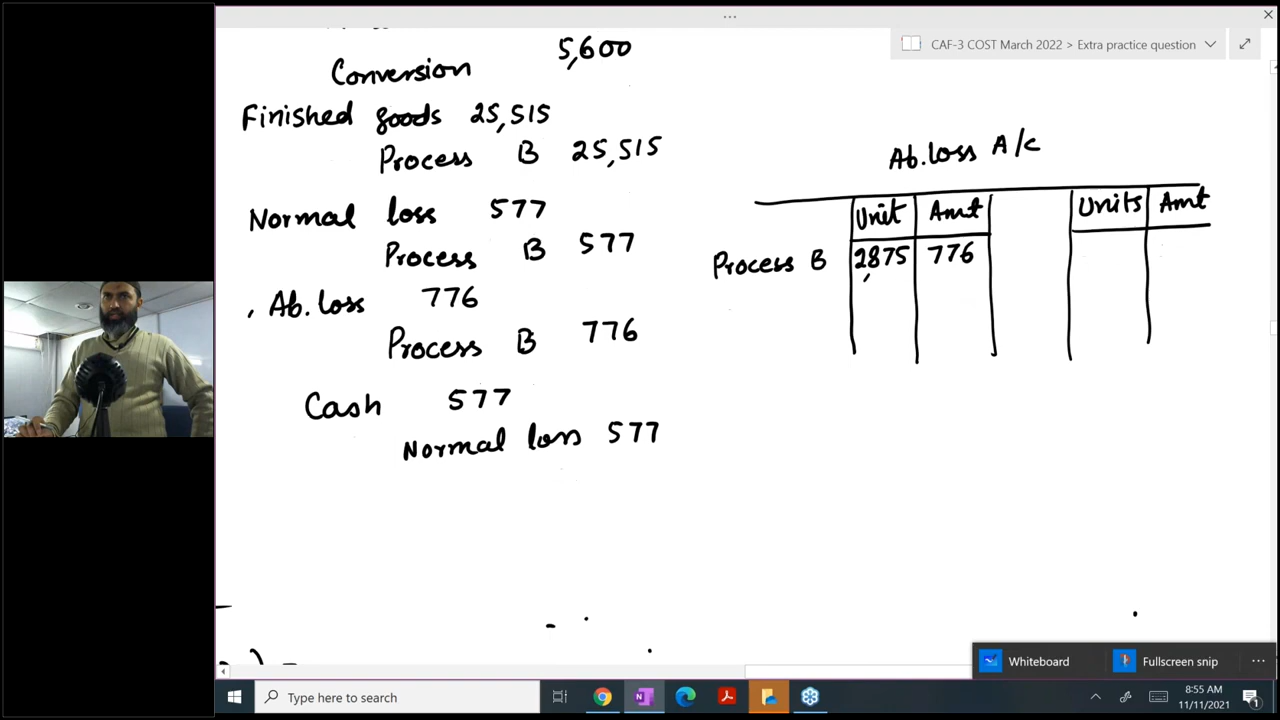 CAF-3 COST March 2022 > Extra practice question
5,600
Conversion
Finished goods 25,515
Process B 25,515
Normal loss 577
Process B 577
, Ab. loss 776
Process B 776
Cash 577
Normal loss 577
Ab. loss A/c
Unit Amt Units Amt
Process B 2,875 776
Whiteboard Fullscreen snip
Type here to search
8:55 AM
11/11/2021